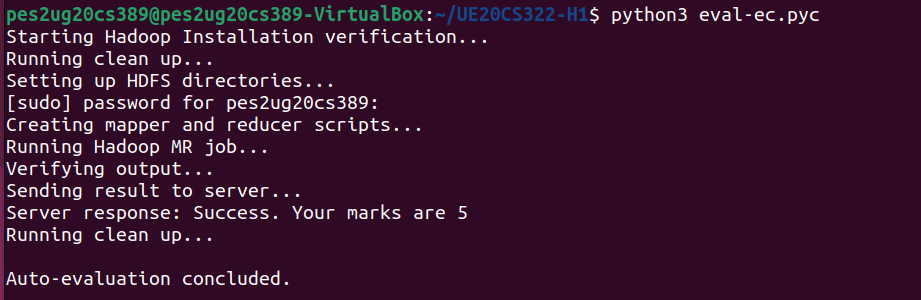 pes2ug20cs389@pes2ug20cs389-VirtualBox:~/UE20CS322-H1$ python3 eval-ec.pyc
Starting Hadoop Installation verification...
Running clean up...
Setting up HDFS directories...
[sudo] password for pes2ug20cs389:
Creating mapper and reducer scripts...
Running Hadoop MR job...
Verifying output...
Sending result to server...
Server response: Success. Your marks are 5
Running clean up...
Auto-evaluation concluded.